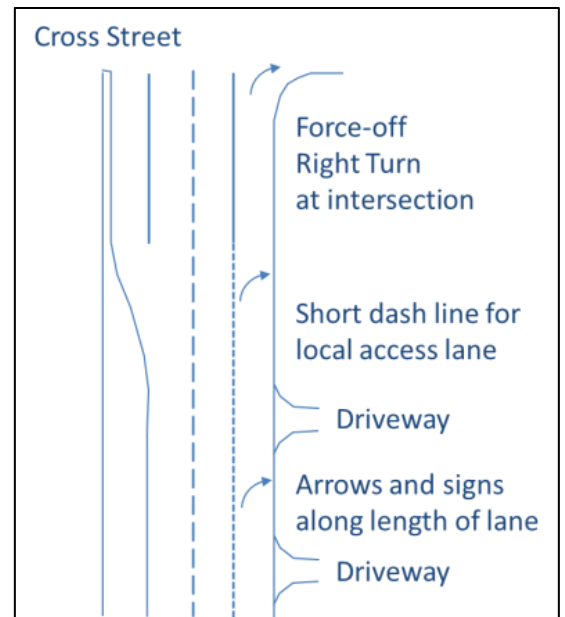 Cross Street
Force-off
Right Turn
at intersection
Short dash line for
local access lane
Driveway
Arrows and signs
along length of lane
Driveway